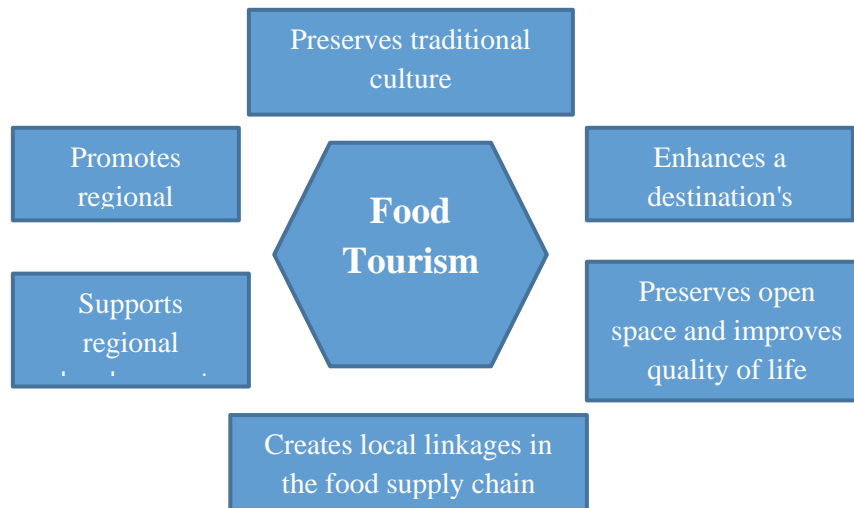 Preserves traditional
culture
Promotes
regional
Enhances a
destination's
Food
Tourism
Supports
regional
Preserves open
space and improves
quality of life
Creates local linkages in
the food supply chain